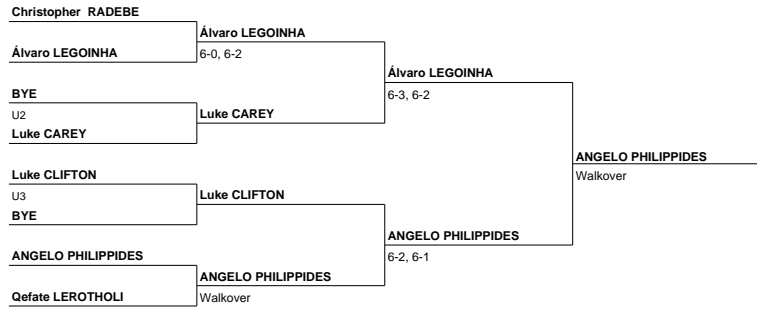 Christopher RADEBE
Álvaro LEGOINHA
Álvaro LEGOINHA
6-0, 6-2
Álvaro LEGOINHA
6-3, 6-2
BYE
U2
Luke CAREY
Luke CAREY
ANGELO PHILIPPIDES
Walkover
Luke CLIFTON
U3
Luke CLIFTON
BYE
ANGELO PHILIPPIDES
6-2, 6-1
ANGELO PHILIPPIDES
ANGELO PHILIPPIDES
Qefate LEROTHOLI
Walkover